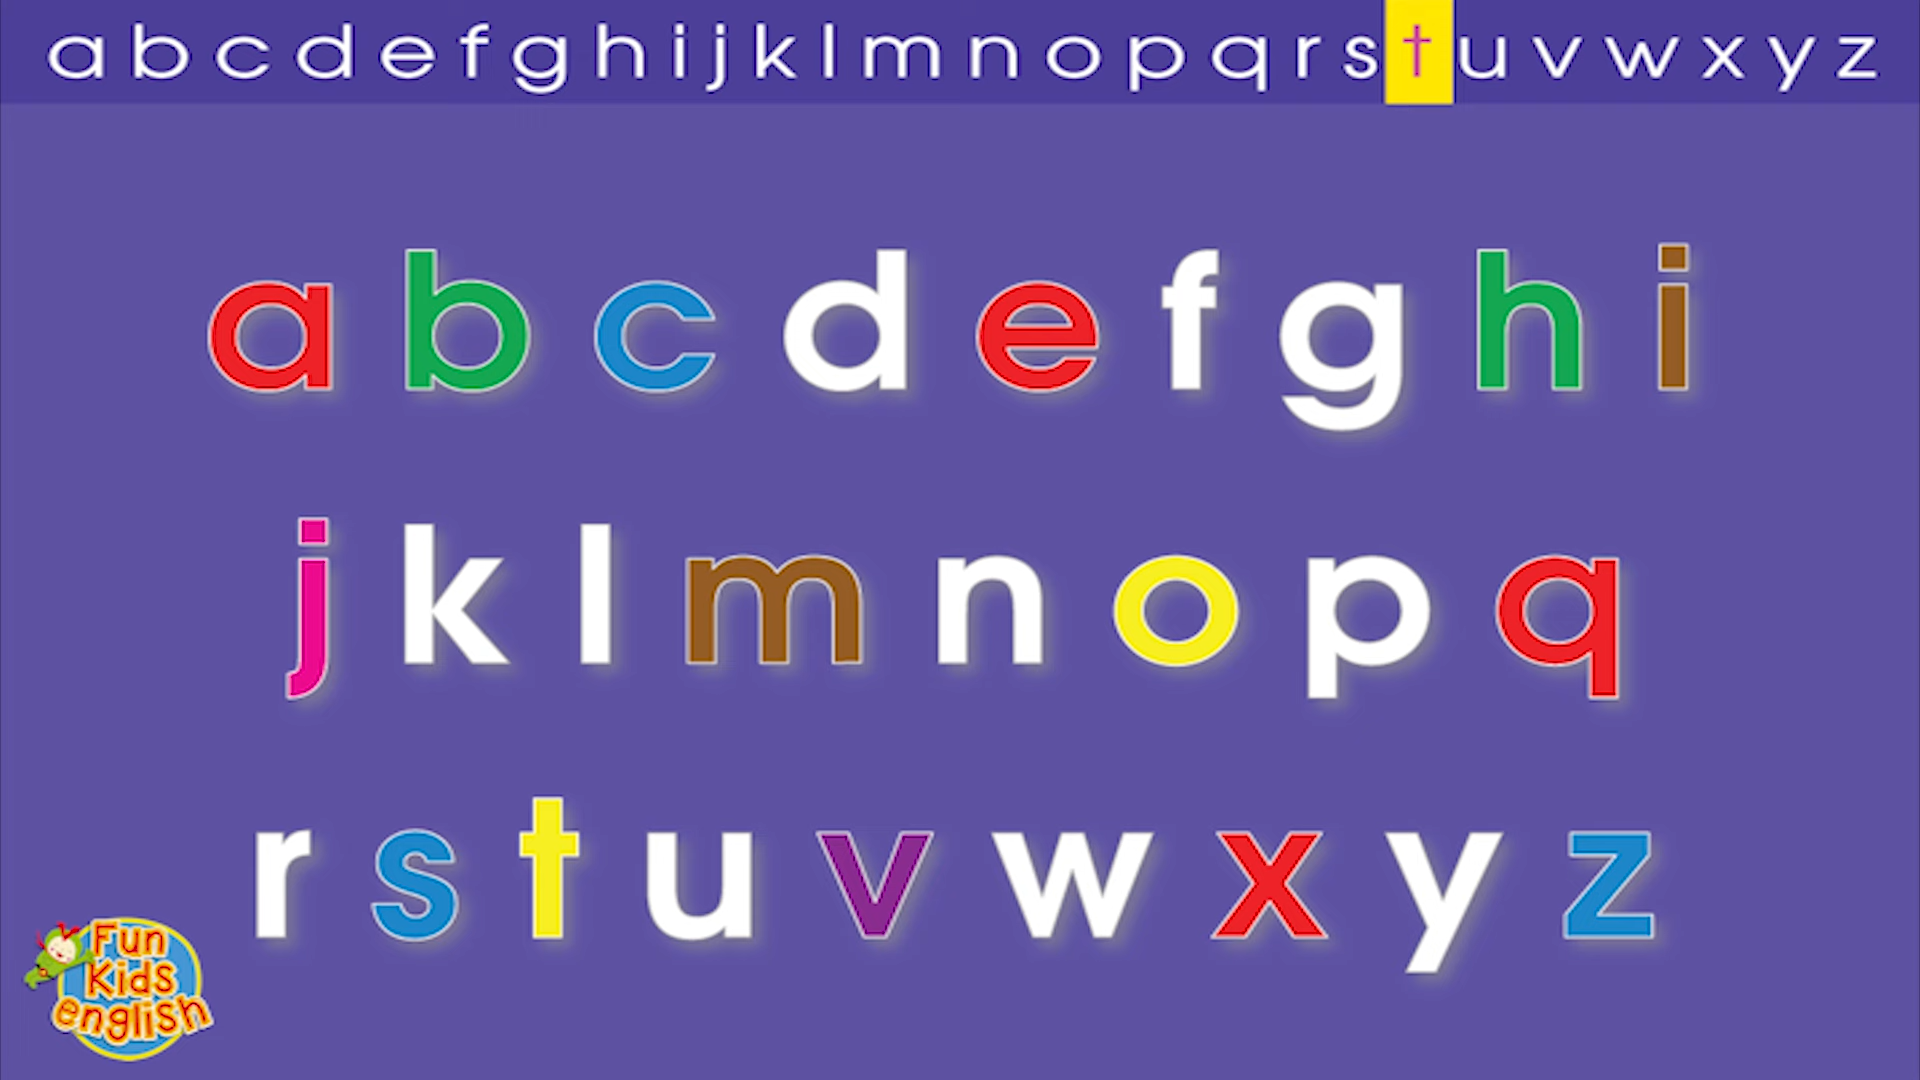 a b c d e f g h i j k l m n o p q r s t u v w x y z
a b c d e f g h i
j k l m n o p q
r s t u v w x y z
Fun
Kids
english